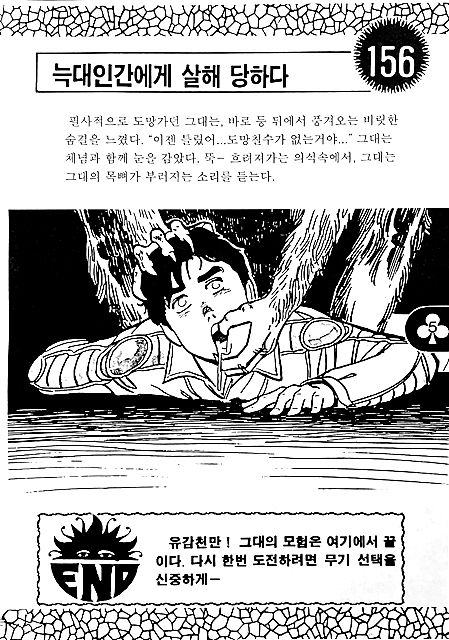 156
늑대인간에게 살해 당하다
필사적으로 도망가던 그대는, 바로 등 뒤에서 풍겨오는 비릿한
숨결을 느꼈다. “이젠 틀렸어...도망칠수가 없는거야...” 그대는
체념과 함께 눈을 감았다. 뚝— 흐려져가는 의식속에서, 그대는
그대의 목뼈가 부러지는 소리를 듣는다.
5
END
유감천만! 그대의 모험은 여기에서 끝
이다. 다시 한번 도전하려면 무기 선택을
신중하게—